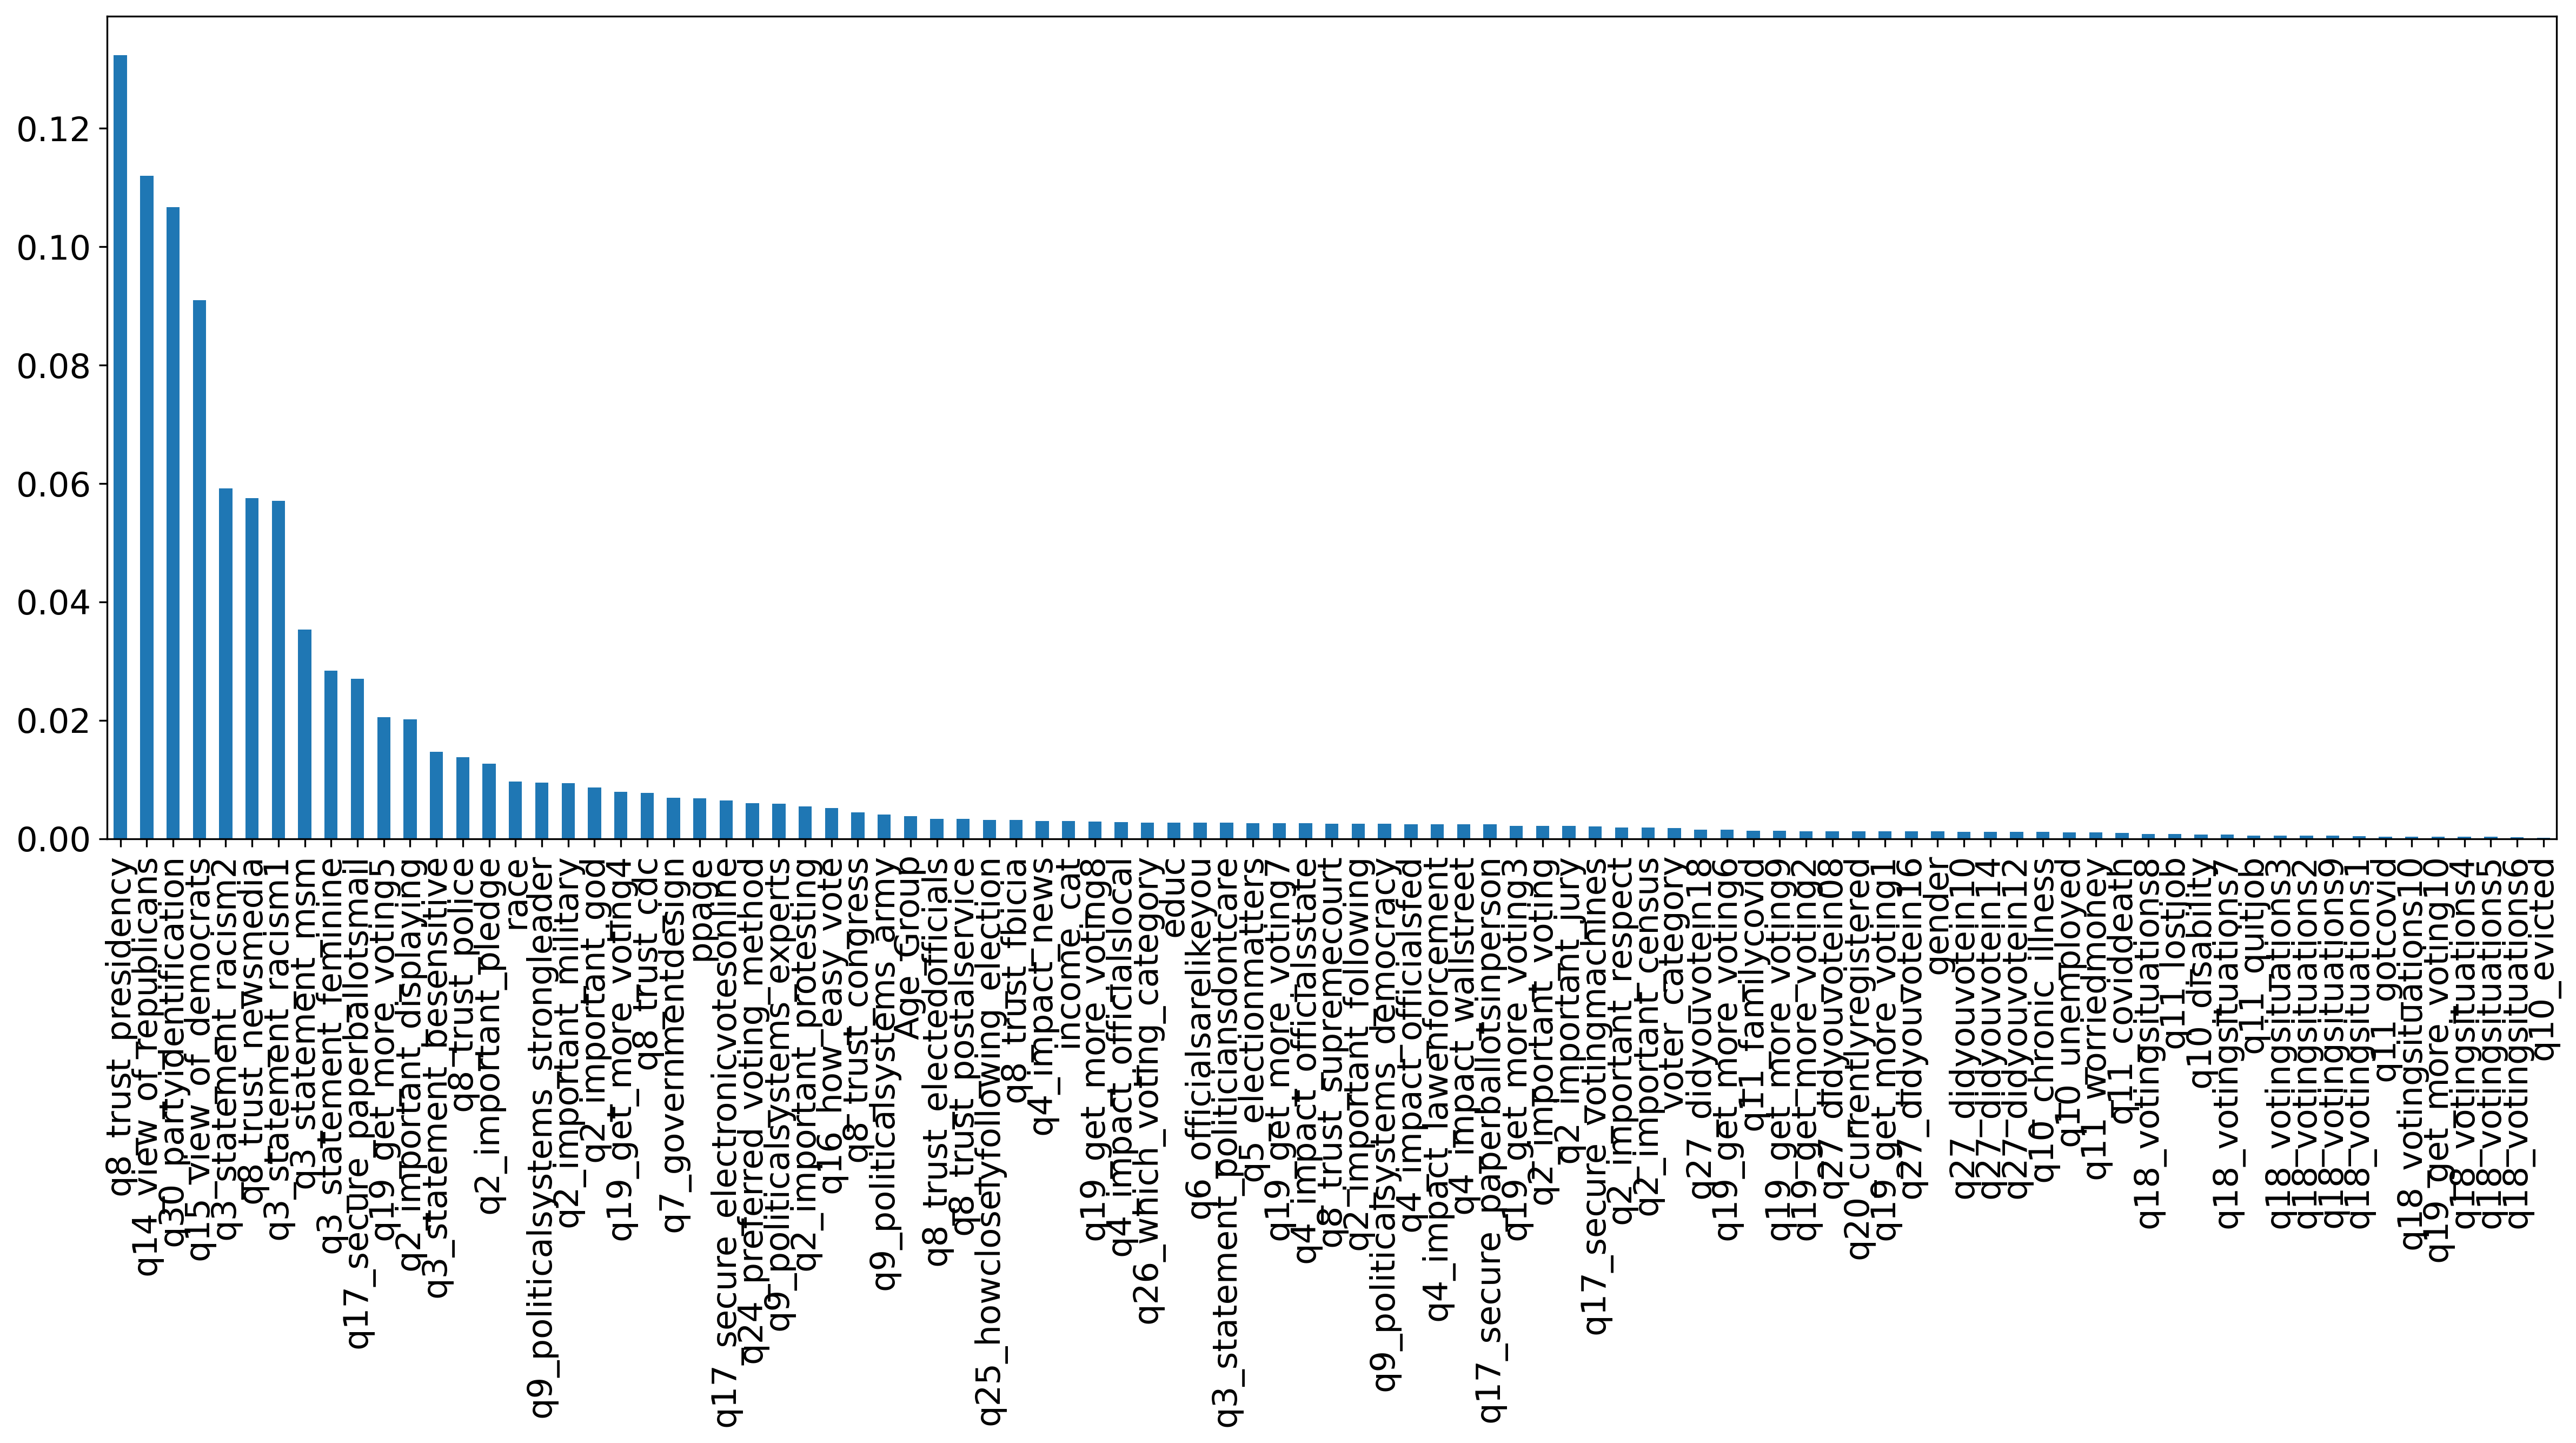 0.12
0.10
0.08
0.06
0.04
0.02
0.00
q8_trust_presidency
q14_view_of_republicans
q30_partyidentification
q15_view_of_democrats
q3_statement_racism2
q8_trust_newsmedia
q3_statement_racism1
q3_statement_msm
q3_statement_feminine
q17_secure_paperballotsmail
q19_get_more_voting5
q2_important_displaying
q3_statement_besensitive
q8_trust_police
q2_important_pledge
race
q9_politicalsystems_strongleader
q2_important_military
q2_important_god
q19_get_more_voting4
q8_trust_cdc
q7_governmentdesign
ppage
q17_secure_electronicvotesonline
q24_preferred_voting_method
q9_politicalsystems_experts
q2_important_protesting
q16_how_easy_vote
q8_trust_congress
q9_politicalsystems_army
Age_Group
q8_trust_electedofficials
q8_trust_postalservice
q25_howcloselyfollowing_election
q8_trust_fbicia
q4_impact_news
income_cat
q19_get_more_voting8
q4_impact_officialslocal
q26_which_voting_category
educ
q6_officialsarelikeyou
q3_statement_politiciansdontcare
q5_electionmatters
q19_get_more_voting7
q4_impact_officialsstate
q8_trust_supremecourt
q2_important_following
q9_politicalsystems_democracy
q4_impact_officialsfed
q4_impact_lawenforcement
q4_impact_wallstreet
q17_secure_paperballotsinperson
q19_get_more_voting3
q2_important_voting
q2_important_jury
q17_secure_votingmachines
q2_important_respect
q2_important_census
voter_category
q27_didyouvotein18
q19_get_more_voting6
q11_familycovid
q19_get_more_voting9
q19_get_more_voting2
q27_didyouvotein08
q20_currentlyregistered
q19_get_more_voting1
q27_didyouvotein16
gender
q27_didyouvotein10
q27_didyouvotein14
q27_didyouvotein12
q10_chronic_illness
q10_unemployed
q11_worriedmoney
q11_coviddeath
q18_votingsituations8
q11_lostjob
q10_disability
q18_votingsituations7
q11_quitjob
q18_votingsituations3
q18_votingsituations2
q18_votingsituations9
q18_votingsituations1
q11_gotcovid
q18_votingsituations10
q19_get_more_voting10
q18_votingsituations4
q18_votingsituations5
q18_votingsituations6
q10_evicted